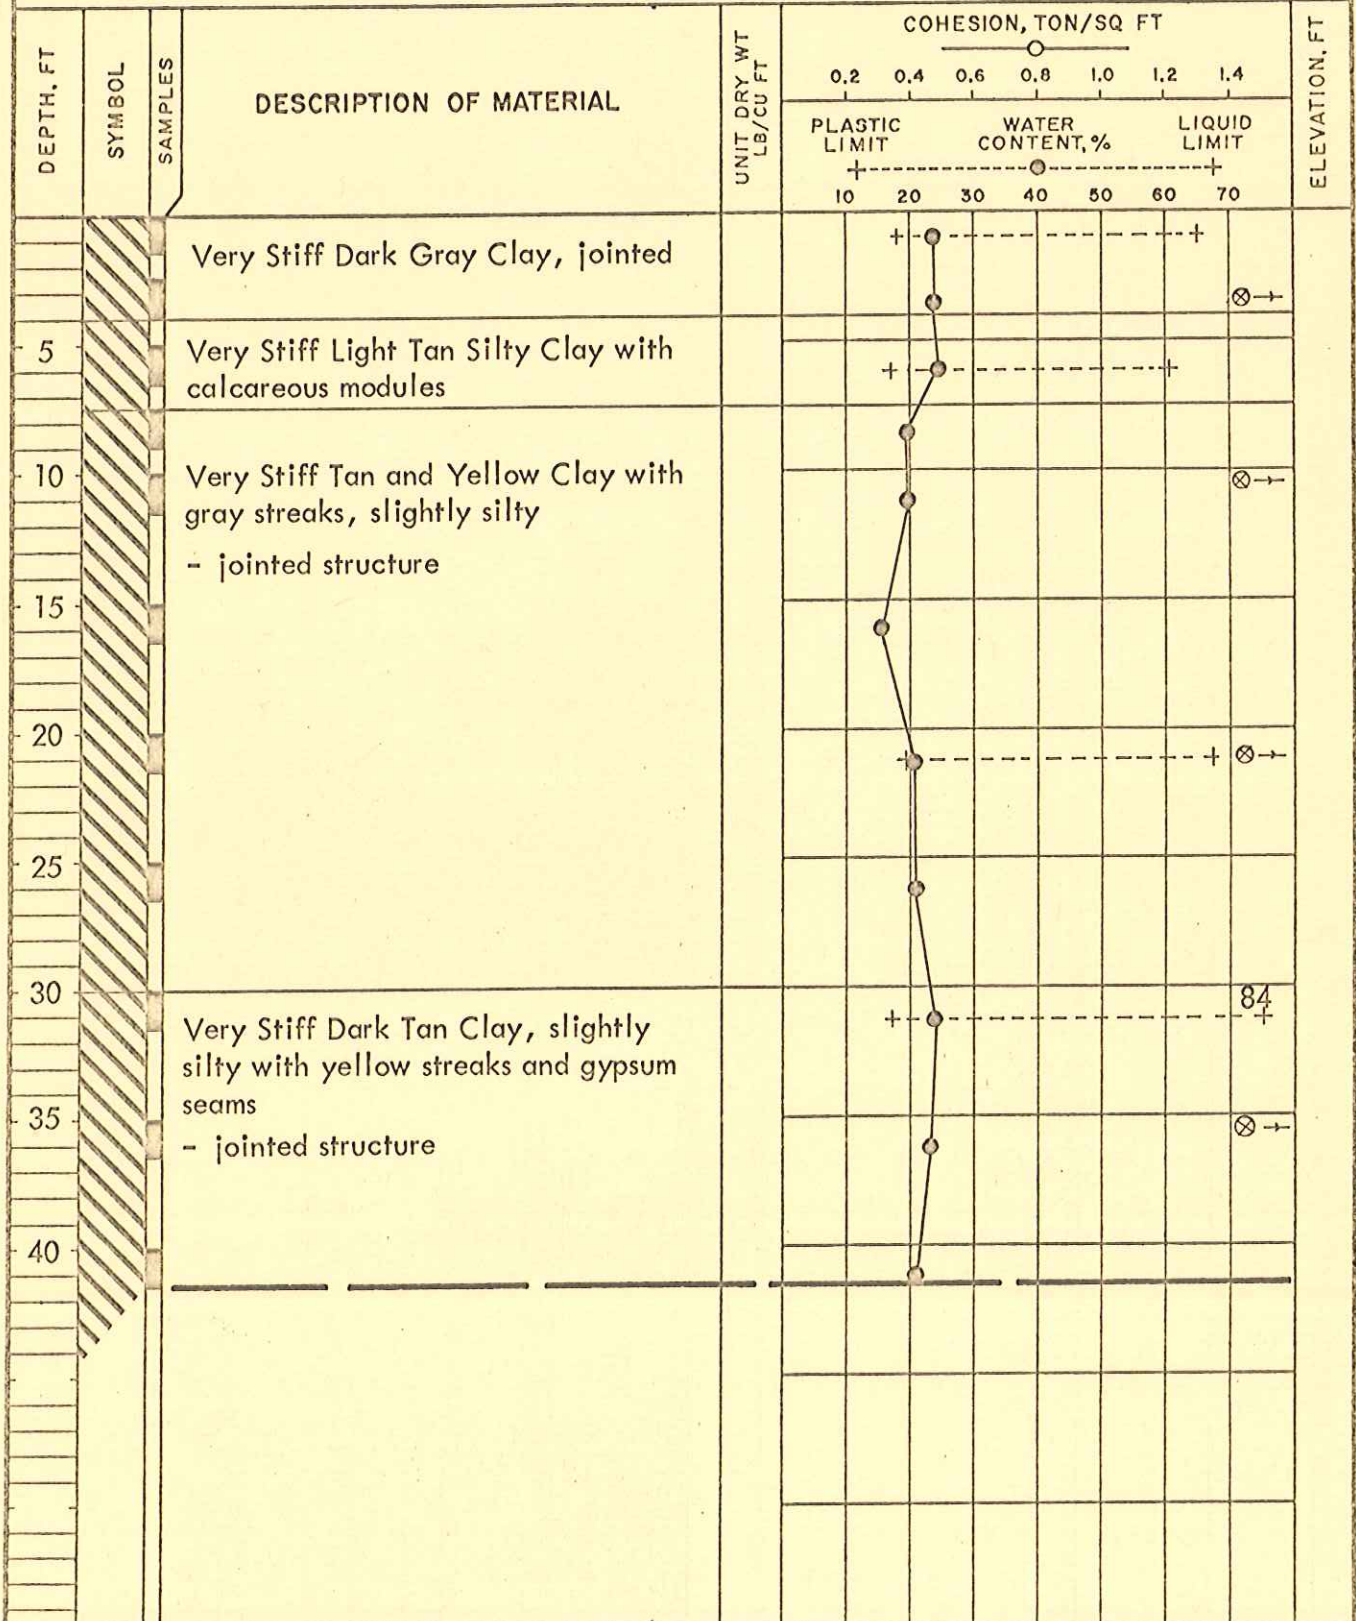 DEPTH, FT
SYMBOL
SAMPLES
DESCRIPTION OF MATERIAL
UNIT DRY WT
LB/CU FT
COHESION, TON/SQ FT
0.2 0.4 0.6 0.8 1.0 1.2 1.4
PLASTIC LIMIT
WATER CONTENT, %
LIQUID LIMIT
10 20 30 40 50 60 70
ELEVATION, FT
Very Stiff Dark Gray Clay, jointed
5
Very Stiff Light Tan Silty Clay with
calcareous modules
10
Very Stiff Tan and Yellow Clay with
gray streaks, slightly silty
- jointed structure
15
20
25
30
84
Very Stiff Dark Tan Clay, slightly
silty with yellow streaks and gypsum
seams
35
- jointed structure
40